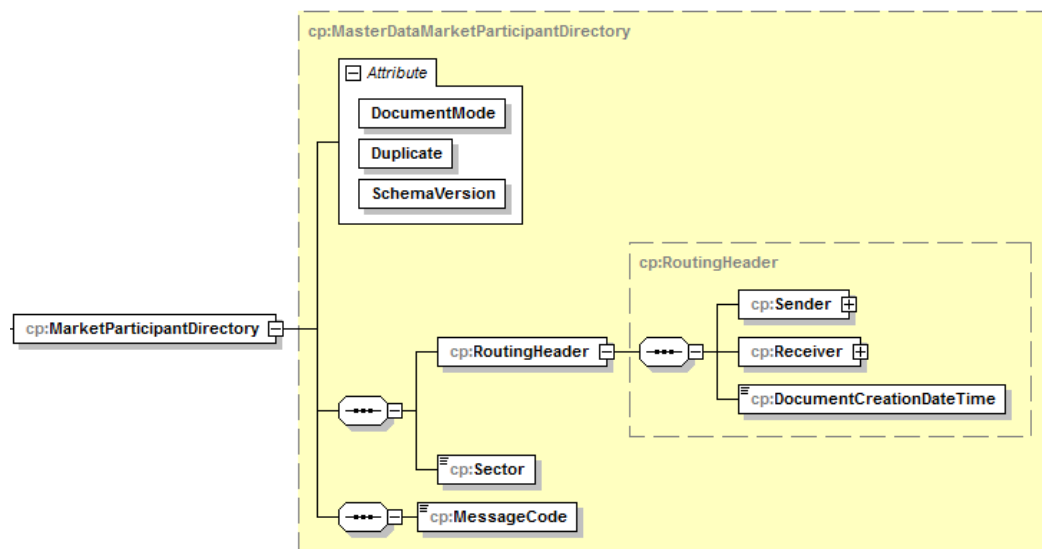 cp:MasterDataMarketParticipantDirectory
Attribute
DocumentMode
Duplicate
SchemaVersion
cp:RoutingHeader
cp:MarketParticipantDirectory
cp:RoutingHeader
cp:Sender
cp:Receiver
cp:DocumentCreationDateTime
cp:Sector
cp:MessageCode